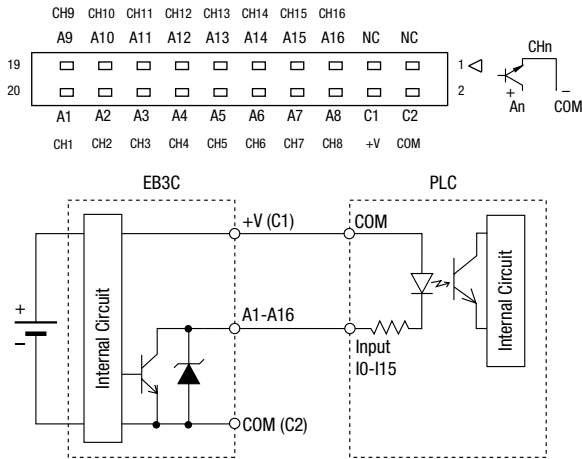 CH9 CH10 CH11 CH12 CH13 CH14 CH15 CH16
A9 A10 A11 A12 A13 A14 A15 A16 NC NC
19 1
20 2
A1 A2 A3 A4 A5 A6 A7 A8 C1 C2
CH1 CH2 CH3 CH4 CH5 CH6 CH7 CH8 +V COM
CHn
+ −
An COM
EB3C PLC
+V (C1) COM
+
−
Internal Circuit
A1-A16
Input
I0-I15
Internal Circuit
COM (C2)